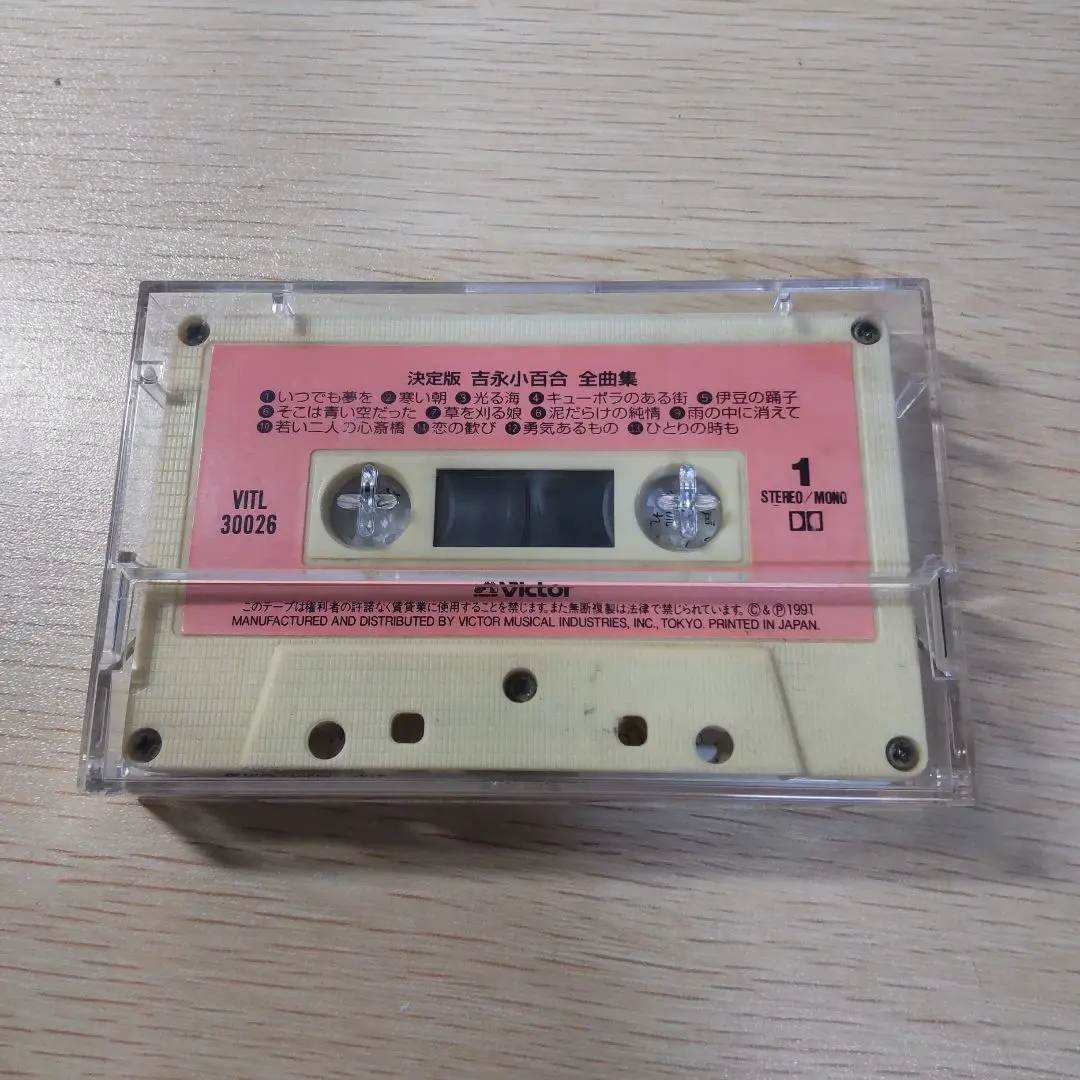 決定版 吉永小百合 全曲集
❶いつでも夢を ❷寒い朝 ❸光る海 ❹キューポラのある街 ❺伊豆の踊子
❻そこは青い空だった ❼草を刈る娘 ❽泥だらけの純情 ❾雨の中に消えて
❿若い二人の心斎橋 ⓫恋の歓び ⓬勇気あるもの ⓭ひとりの時も
VITL
30026
1
STEREO/MONO
Victor
このテープは権利者の許諾なく賃貸業に使用することを禁じます。また無断複製は法律で禁じられています。Ⓒ&Ⓟ1991
MANUFACTURED AND DISTRIBUTED BY VICTOR MUSICAL INDUSTRIES, INC., TOKYO. PRINTED IN JAPAN.